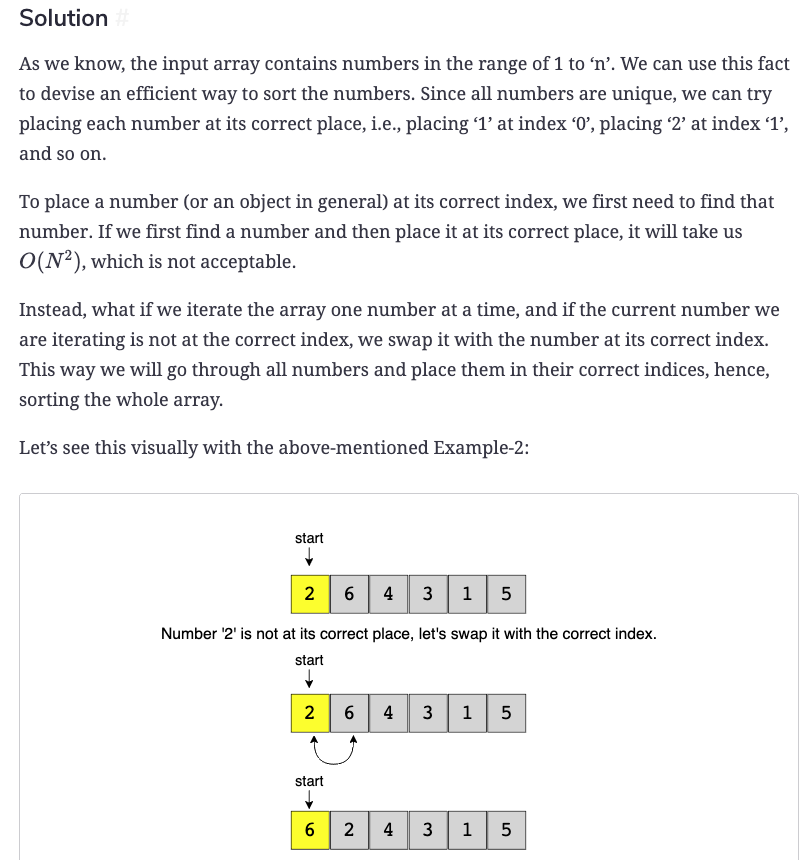 Solution #
As we know, the input array contains numbers in the range of 1 to ‘n’. We can use this fact
to devise an efficient way to sort the numbers. Since all numbers are unique, we can try
placing each number at its correct place, i.e., placing ‘1’ at index ‘0’, placing ‘2’ at index ‘1’,
and so on.
To place a number (or an object in general) at its correct index, we first need to find that
number. If we first find a number and then place it at its correct place, it will take us
O(N²), which is not acceptable.
Instead, what if we iterate the array one number at a time, and if the current number we
are iterating is not at the correct index, we swap it with the number at its correct index.
This way we will go through all numbers and place them in their correct indices, hence,
sorting the whole array.
Let’s see this visually with the above-mentioned Example-2:
start
2 6 4 3 1 5
Number '2' is not at its correct place, let's swap it with the correct index.
start
2 6 4 3 1 5
start
6 2 4 3 1 5